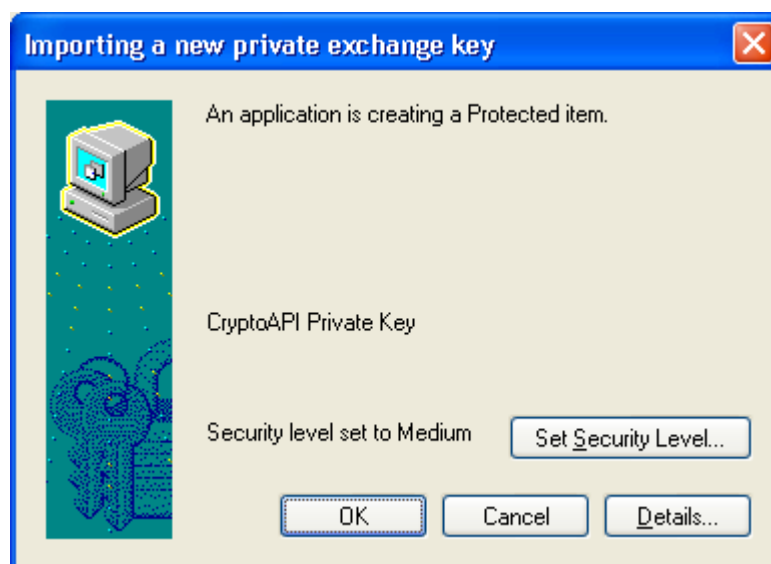 Importing a new private exchange key
An application is creating a Protected item.
CryptoAPI Private Key
Security level set to Medium
Set Security Level...
OK
Cancel
Details...